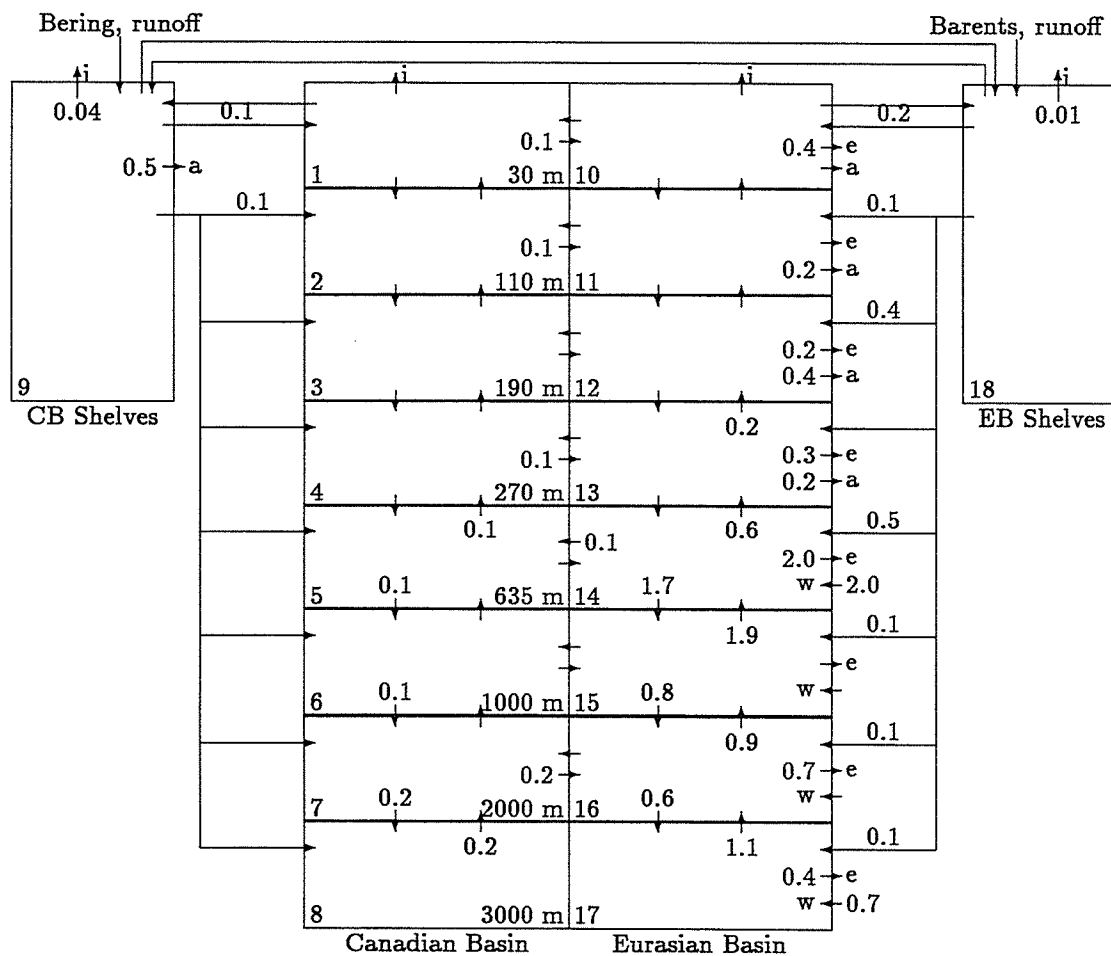 Bering, runoff
Barents, runoff
i
i
i
i
0.04
0.1
0.2
0.01
0.1
0.4
e
0.5
a
a
1
30 m
10
0.1
0.1
0.1
e
0.2
a
2
110 m
11
0.4
0.2
e
0.4
a
9
3
190 m
12
18
CB Shelves
EB Shelves
0.2
0.1
0.3
e
0.2
a
4
270 m
13
0.1
0.6
0.5
0.1
2.0
e
0.1
1.7
w
2.0
5
635 m
14
1.9
0.1
e
0.1
0.8
w
6
1000 m
15
0.9
0.1
0.2
0.7
e
0.2
0.6
w
7
2000 m
16
0.2
1.1
0.1
0.4
e
w
0.7
8
3000 m
17
Canadian Basin
Eurasian Basin